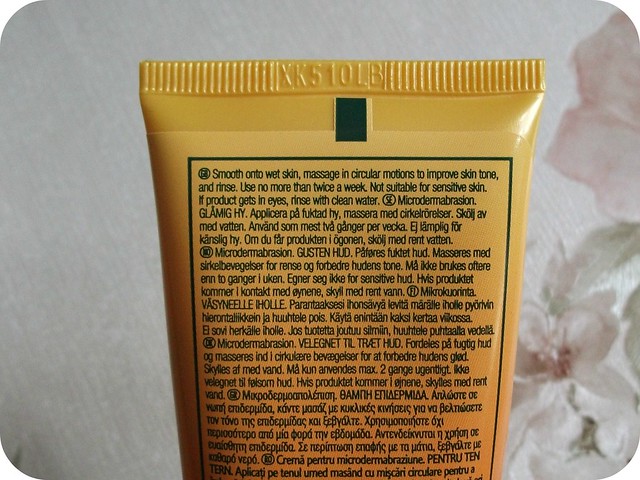 XK510LB
GB Smooth onto wet skin, massage in circular motions to improve skin tone,
and rinse. Use no more than twice a week. Not suitable for sensitive skin.
If product gets in eyes, rinse with clean water. SE Microdermabrasion.
GLÅMIG HY. Applicera på fuktad hy, massera med cirkelrörelser. Skölj av
med vatten. Använd som mest två gånger per vecka. Ej lämplig för
känslig hy. Om du får produkten i ögonen, skölj med rent vatten.
NO Microdermabrasion. GUSTEN HUD. Påføres fuktet hud. Masseres med
sirkelbevegelser for rense og forbedre hudens tone. Må ikke brukes oftere
enn to ganger i uken. Egner seg ikke for sensitive hud. Hvis produktet
kommer i kontakt med øynene, skyll med rent vann. FI Mikrokuorinta.
VÄSYNEELLE IHOLLE. Parantaaksesi ihonsävyä levitä märälle iholle pyörivin
hierontaliikkein ja huuhtele pois. Käytä enintään kaksi kertaa viikossa.
Ei sovi herkälle iholle. Jos tuotetta joutuu silmiin, huuhtele puhtaalla vedellä.
DK Microdermabrasion. VELEGNET TIL TRÆT HUD. Fordeles på fugtig hud
og masseres ind i cirkulære bevægelser for at forbedre hudens glød.
Skylles af med vand. Må kun anvendes max. 2 gange ugentligt. Ikke
velegnet til følsom hud. Hvis produktet kommer i øjnene, skylles med rent
vand. GR Μικροδερμοαπολέπιση. ΘΑΜΠΗ ΕΠΙΔΕΡΜΙΔΑ. Απλώστε σε
νωπή επιδερμίδα, κάντε μασάζ με κυκλικές κινήσεις για να βελτιώσετε
τον τόνο της επιδερμίδας και ξεβγάλτε. Χρησιμοποιήστε όχι
περισσότερο από μία φορά την εβδομάδα. Αντενδείκνυται η χρήση σε
ευαίσθητη επιδερμίδα. Σε περίπτωση επαφής με τα μάτια, ξεβγάλτε με
καθαρό νερό. RO Cremă pentru microdermabraziune. PENTRU TEN
TERN. Aplicaţi pe tenul umed masând cu mişcări circulare pentru a